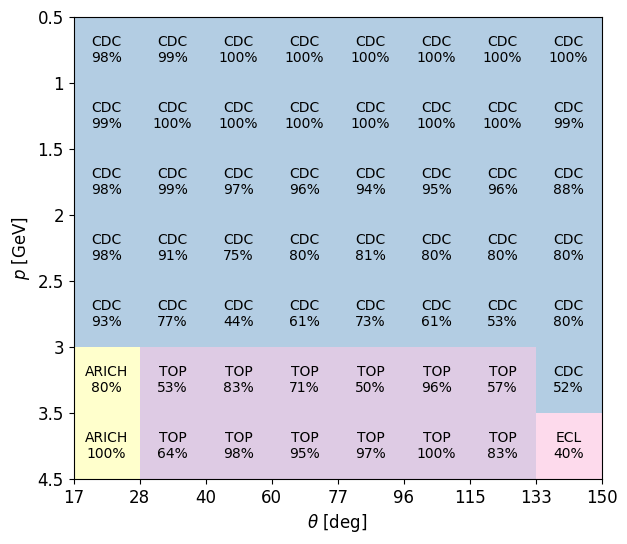 0.5
CDC CDC CDC CDC CDC CDC CDC CDC
98% 99% 100% 100% 100% 100% 100% 100%
1
CDC CDC CDC CDC CDC CDC CDC CDC
99% 100% 100% 100% 100% 100% 100% 99%
1.5
CDC CDC CDC CDC CDC CDC CDC CDC
98% 99% 97% 96% 94% 95% 96% 88%
2
CDC CDC CDC CDC CDC CDC CDC CDC
98% 91% 75% 80% 81% 80% 80% 80%
2.5
CDC CDC CDC CDC CDC CDC CDC CDC
93% 77% 44% 61% 73% 61% 53% 80%
3
ARICH TOP TOP TOP TOP TOP TOP CDC
80% 53% 83% 71% 50% 96% 57% 52%
3.5
ARICH TOP TOP TOP TOP TOP TOP ECL
100% 64% 98% 95% 97% 100% 83% 40%
4.5
p [GeV]
17 28 40 60 77 96 115 133 150
θ [deg]